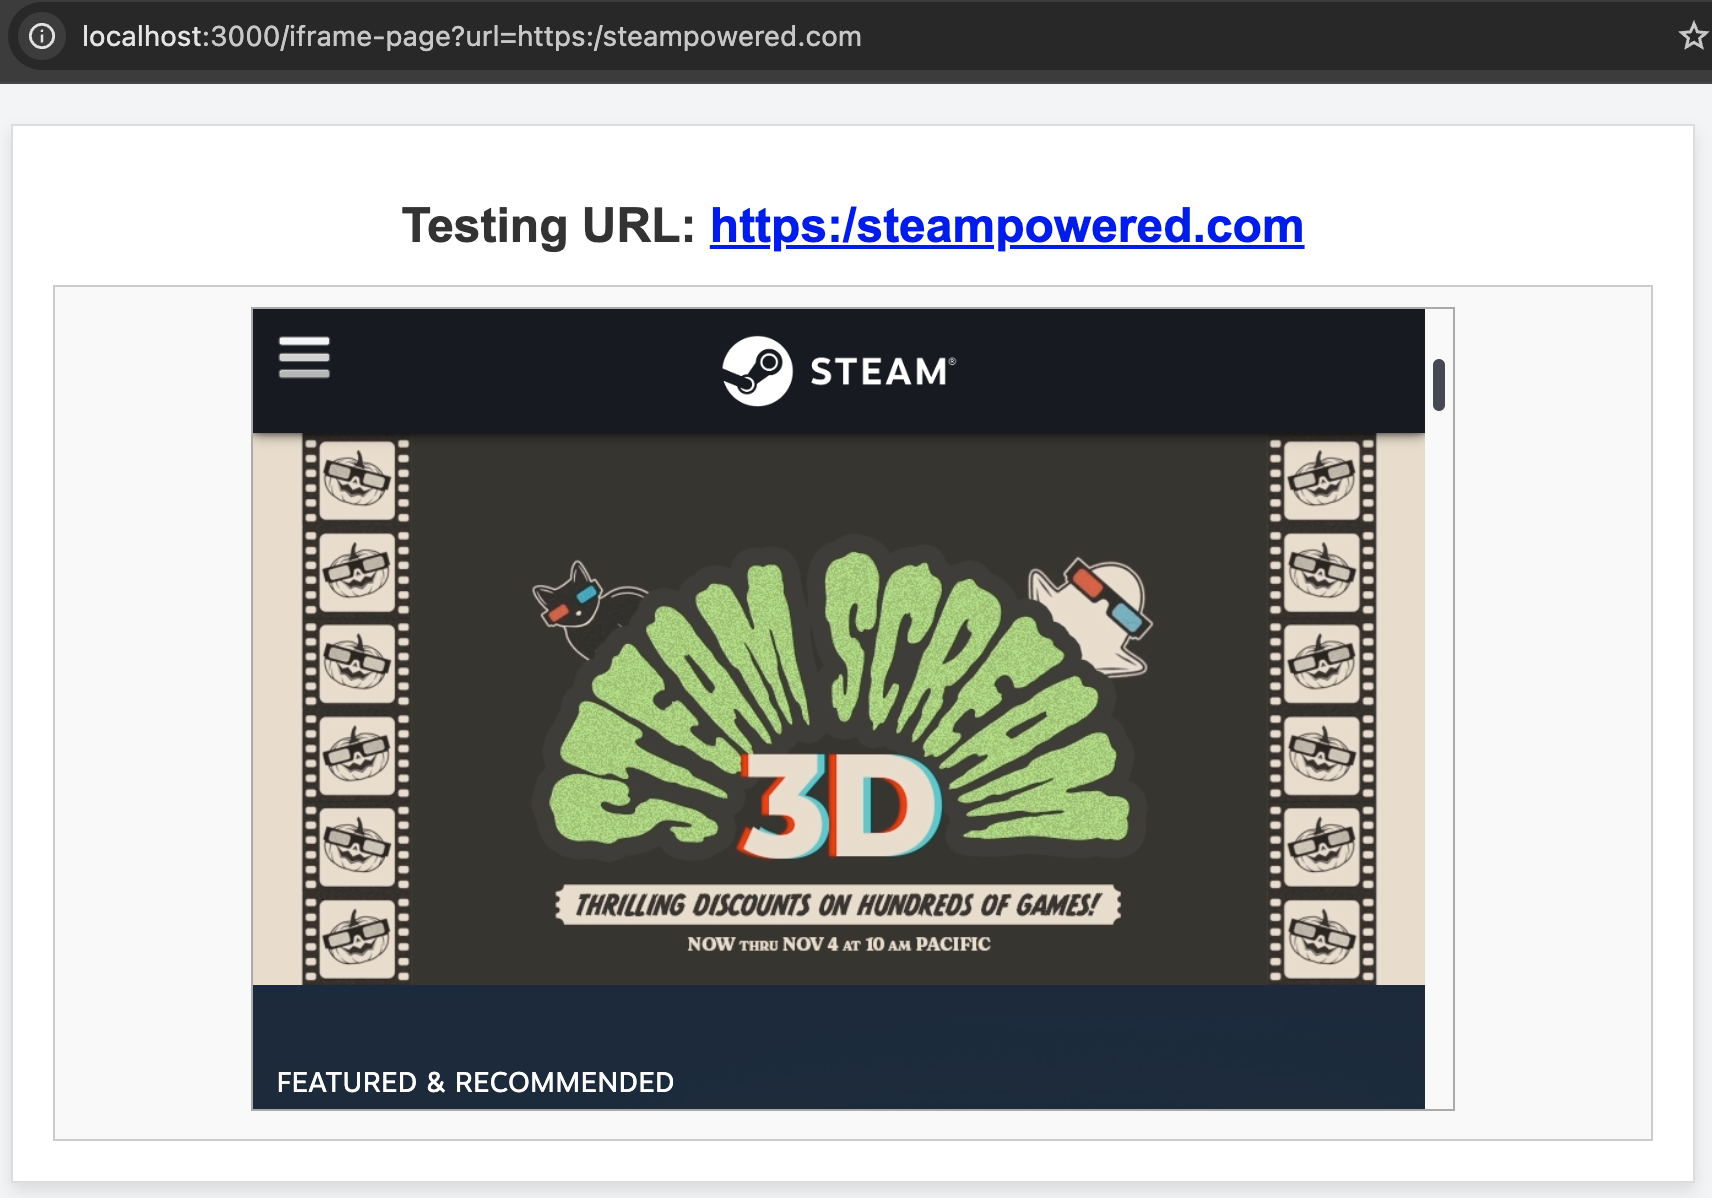 localhost:3000/iframe-page?url=https:/steampowered.com
Testing URL: https:/steampowered.com
STEAM®
STEAM SCREAM
3D
THRILLING DISCOUNTS ON HUNDREDS OF GAMES!
NOW THRU NOV 4 AT 10 AM PACIFIC
FEATURED & RECOMMENDED